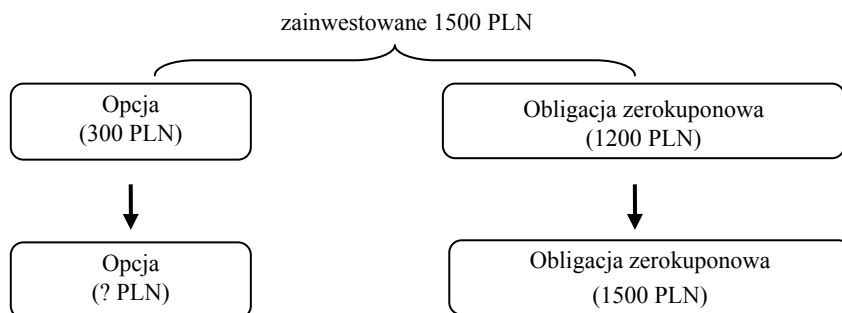 zainwestowane 1500 PLN
Opcja
(300 PLN)
Obligacja zerokuponowa
(1200 PLN)
Opcja
(? PLN)
Obligacja zerokuponowa
(1500 PLN)